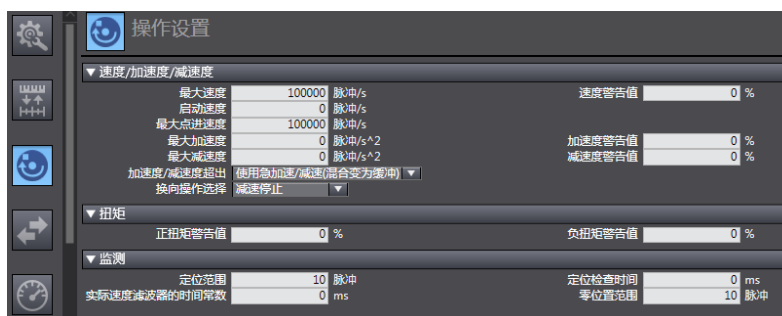 操作设置
▼ 速度/加速度/减速度
最大速度 100000 脉冲/s 速度警告值 0 %
启动速度 0 脉冲/s
最大点进速度 100000 脉冲/s
最大加速度 0 脉冲/s^2 加速度警告值 0 %
最大减速度 0 脉冲/s^2 减速度警告值 0 %
加速度/减速度超出 使用急加速/减速(混合变为缓冲) ▼
换向操作选择 减速停止 ▼
▼ 扭矩
正扭矩警告值 0 % 负扭矩警告值 0 %
▼ 监测
定位范围 10 脉冲 定位检查时间 0 ms
实际速度滤波器的时间常数 0 ms 零位置范围 10 脉冲